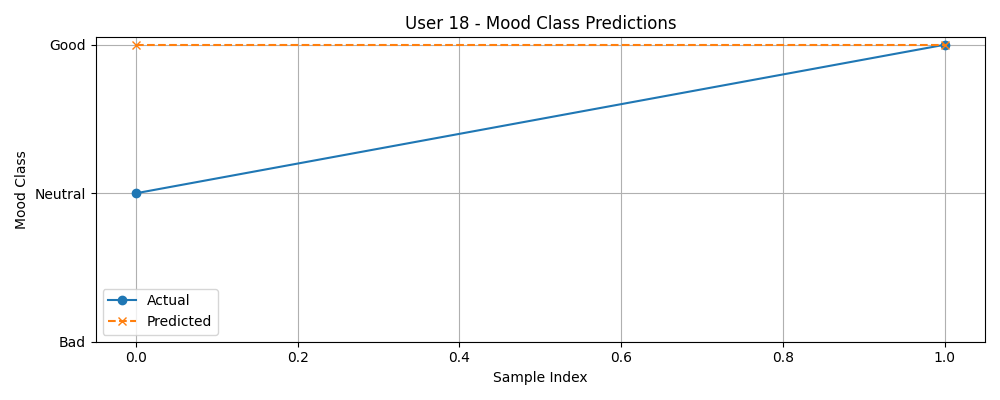 User 18 - Mood Class Predictions
Mood Class
Good
Neutral
Bad
Actual
Predicted
0.0 0.2 0.4 0.6 0.8 1.0
Sample Index